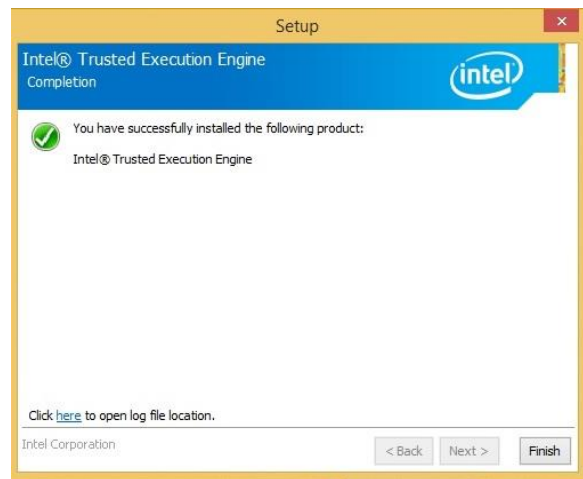 Setup
Intel® Trusted Execution Engine
Completion
intel
You have successfully installed the following product:
Intel® Trusted Execution Engine
Click here to open log file location.
Intel Corporation
< Back Next > Finish